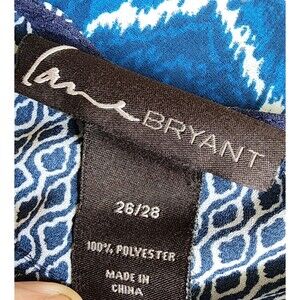 Lane BRYANT
26/28
100% POLYESTER
MADE IN
CHINA